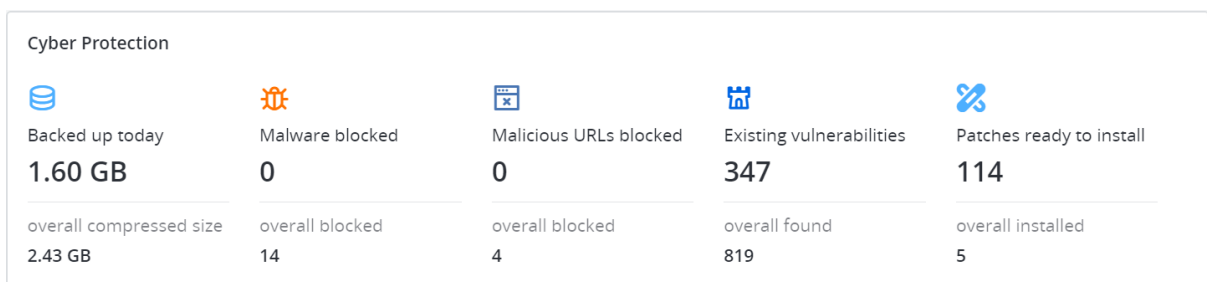 Cyber Protection
Backed up today
1.60 GB
overall compressed size
2.43 GB
Malware blocked
0
overall blocked
14
Malicious URLs blocked
0
overall blocked
4
Existing vulnerabilities
347
overall found
819
Patches ready to install
114
overall installed
5